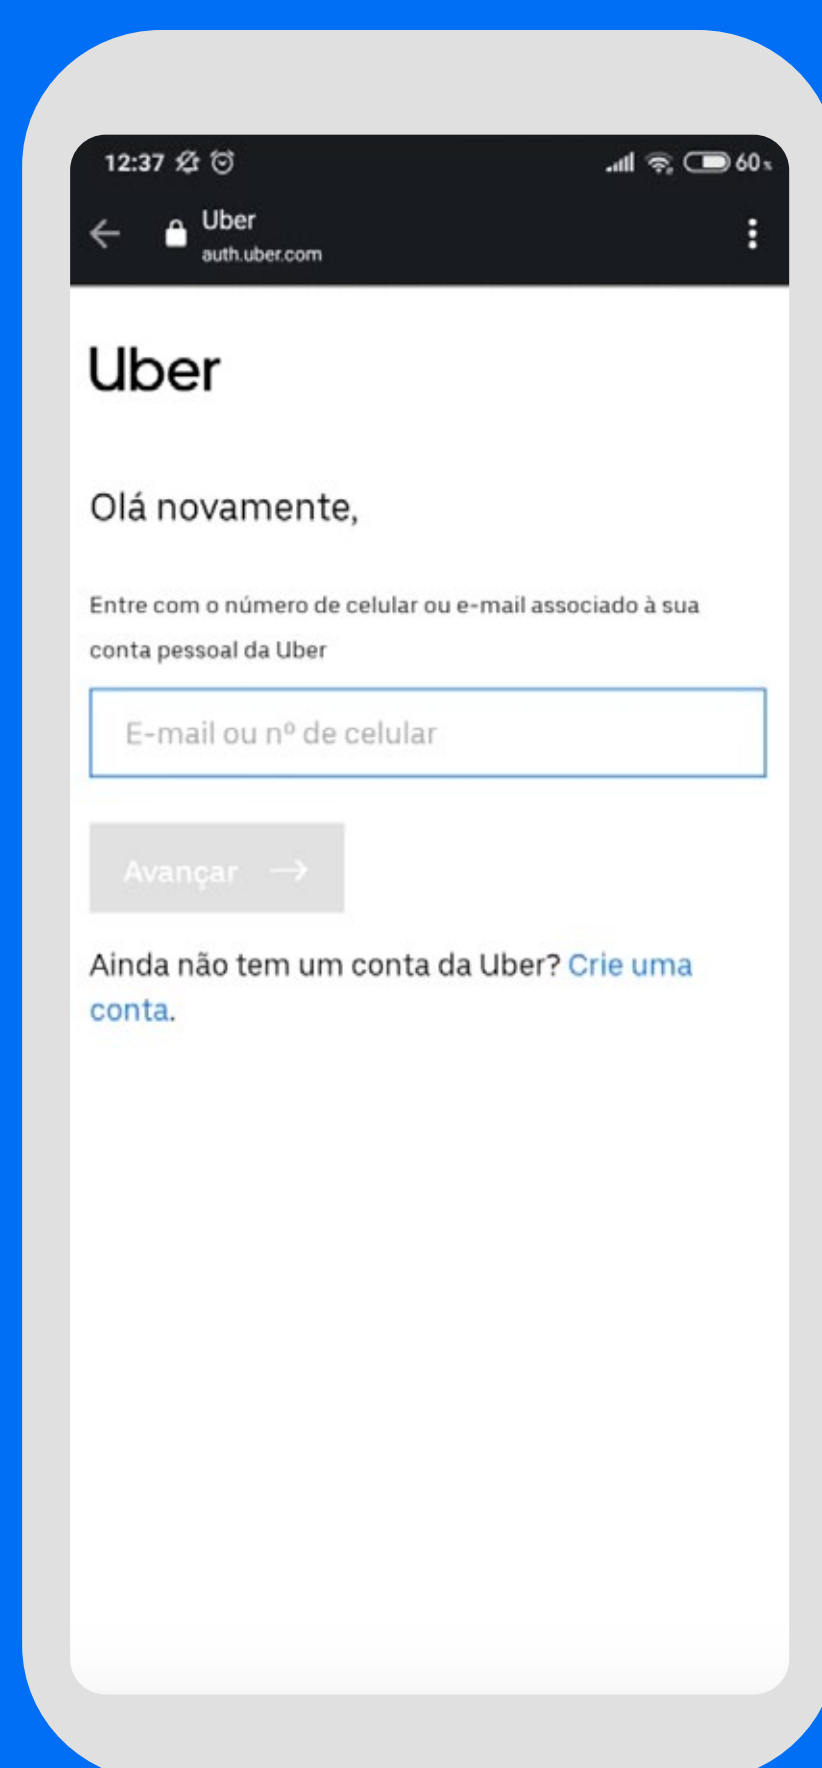 12:37
60%
Uber
auth.uber.com
Uber
Olá novamente,
Entre com o número de celular ou e-mail associado à sua
conta pessoal da Uber
E-mail ou nº de celular
Avançar →
Ainda não tem um conta da Uber? Crie uma
conta.